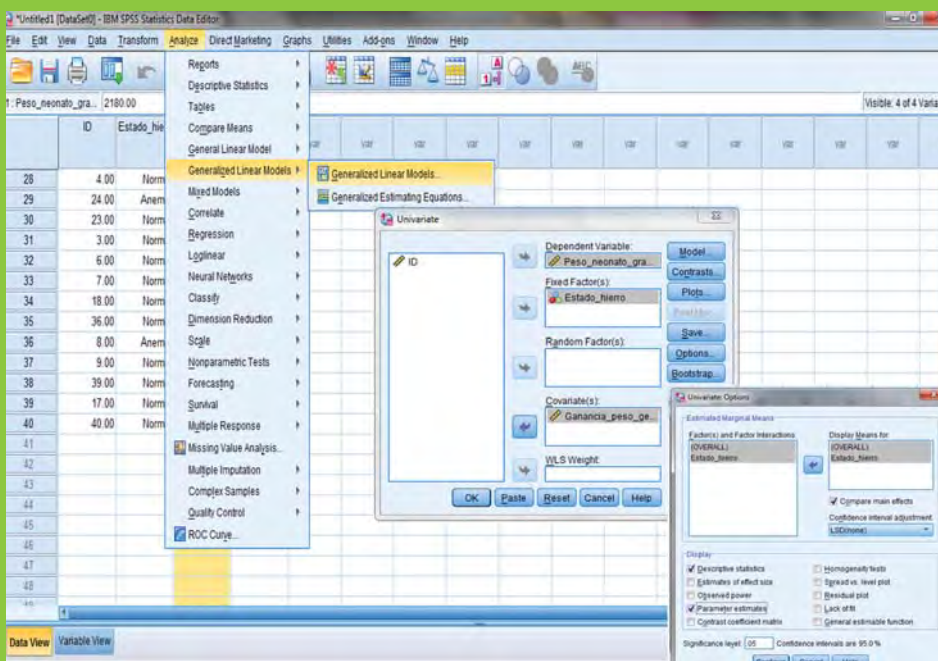 *Untitled1 [DataSet0] - IBM SPSS Statistics Data Editor
File Edit View Data Transform Analyze Direct Marketing Graphs Utilities Add-ons Window Help
1 : Peso_neonato_gra... 2180.00
Visible: 4 of 4 Varia
ID Estado_hie
var var var var var var var var var var var
28 4.00 Norm
29 24.00 Anem
30 23.00 Norm
31 3.00 Norm
32 6.00 Norm
33 7.00 Norm
34 18.00 Norm
35 36.00 Norm
36 8.00 Anem
37 9.00 Norm
38 39.00 Norm
39 17.00 Norm
40 40.00 Norm
41
42
43
44
45
46
47
48
Data View Variable View
Reports
Descriptive Statistics
Tables
Compare Means
General Linear Model
Generalized Linear Models
Mixed Models
Correlate
Regression
Loglinear
Neural Networks
Classify
Dimension Reduction
Scale
Nonparametric Tests
Forecasting
Survival
Multiple Response
Missing Value Analysis...
Multiple Imputation
Complex Samples
Quality Control
ROC Curve...
Generalized Linear Models...
Generalized Estimating Equations...
Univariate
ID
Dependent Variable:
Peso_neonato_gra...
Fixed Factor(s):
Estado_hierro
Random Factor(s):
Covariate(s):
Ganancia_peso_ge...
WLS Weight:
Model...
Contrasts...
Plots...
Save...
Options...
Bootstrap...
OK Paste Reset Cancel Help
Univariate: Options
Estimated Marginal Means
Factor(s) and Factor Interactions:
(OVERALL)
Estado_hierro
Display Means for:
(OVERALL)
Estado_hierro
Compare main effects
Confidence interval adjustment:
LSD(none)
Display
Descriptive statistics
Estimates of effect size
Observed power
Parameter estimates
Contrast coefficient matrix
Homogeneity tests
Spread vs. level plot
Residual plot
Lack of fit
General estimable function
Significance level: .05 Confidence intervals are 95.0 %